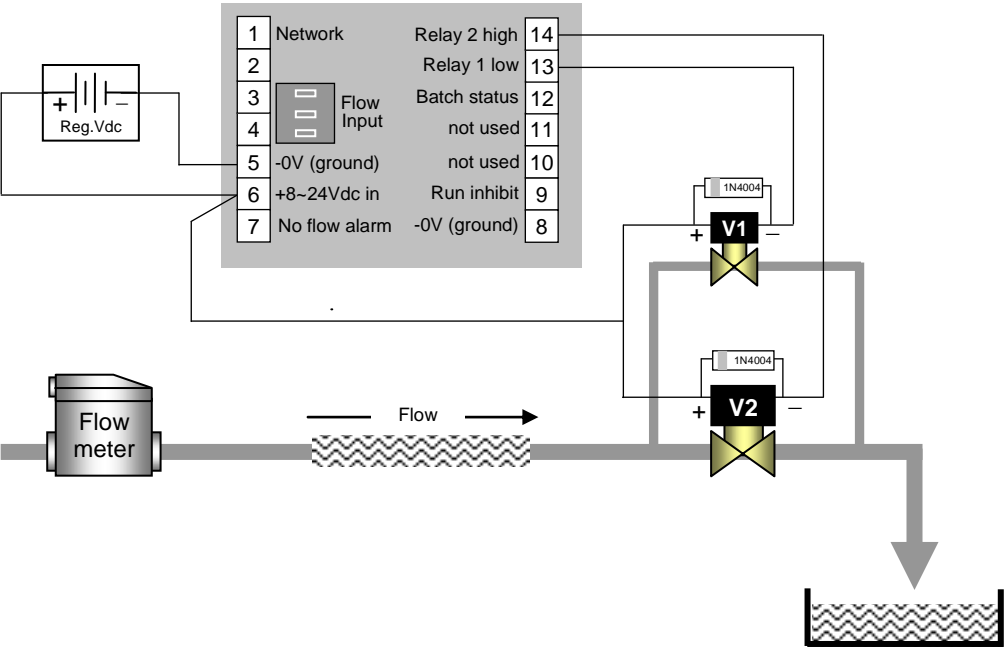 1 Network
2
3
4
Flow
Input
5 -0V (ground)
6 +8~24Vdc in
7 No flow alarm
Relay 2 high 14
Relay 1 low 13
Batch status 12
not used 11
not used 10
Run inhibit 9
-0V (ground) 8
+ −
Reg.Vdc
1N4004
V1
+ −
1N4004
V2
+ −
Flow
meter
Flow